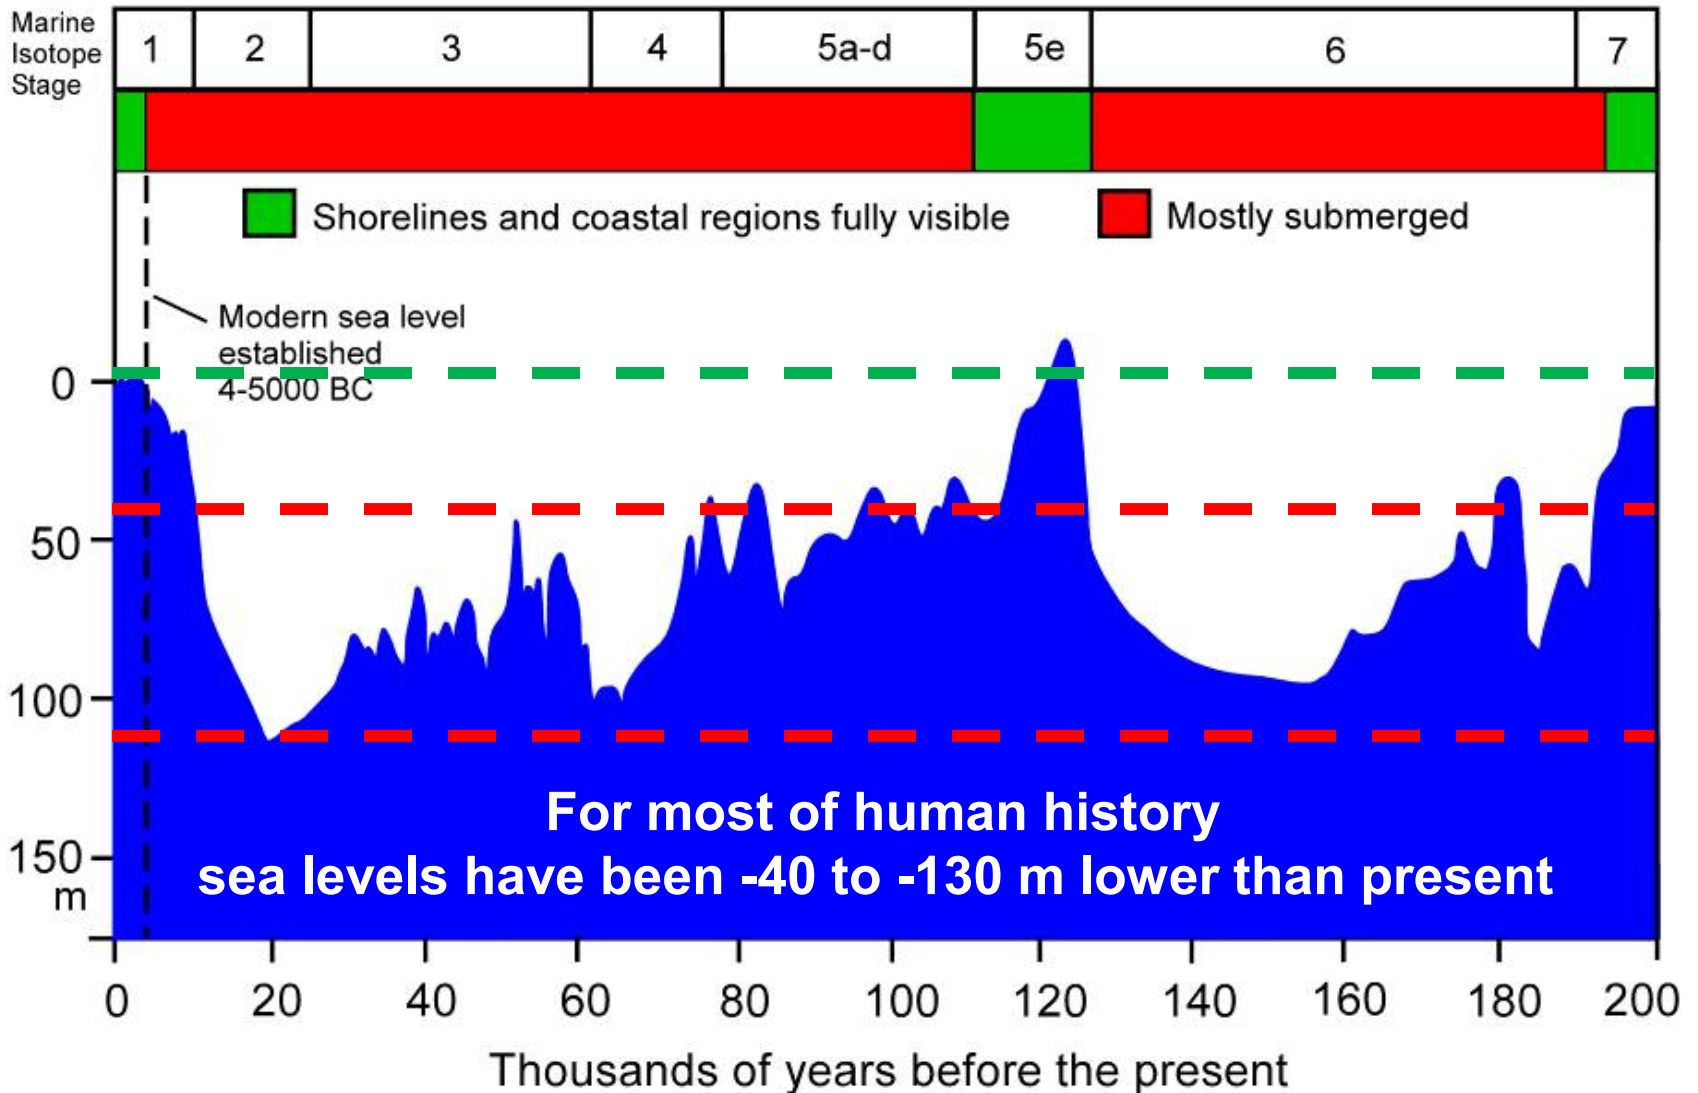 Marine
Isotope
Stage
1 2 3 4 5a-d 5e 6 7
Shorelines and coastal regions fully visible Mostly submerged
Modern sea level
established
4-5000 BC
0
50
100
150
m
For most of human history
sea levels have been -40 to -130 m lower than present
0 20 40 60 80 100 120 140 160 180 200
Thousands of years before the present